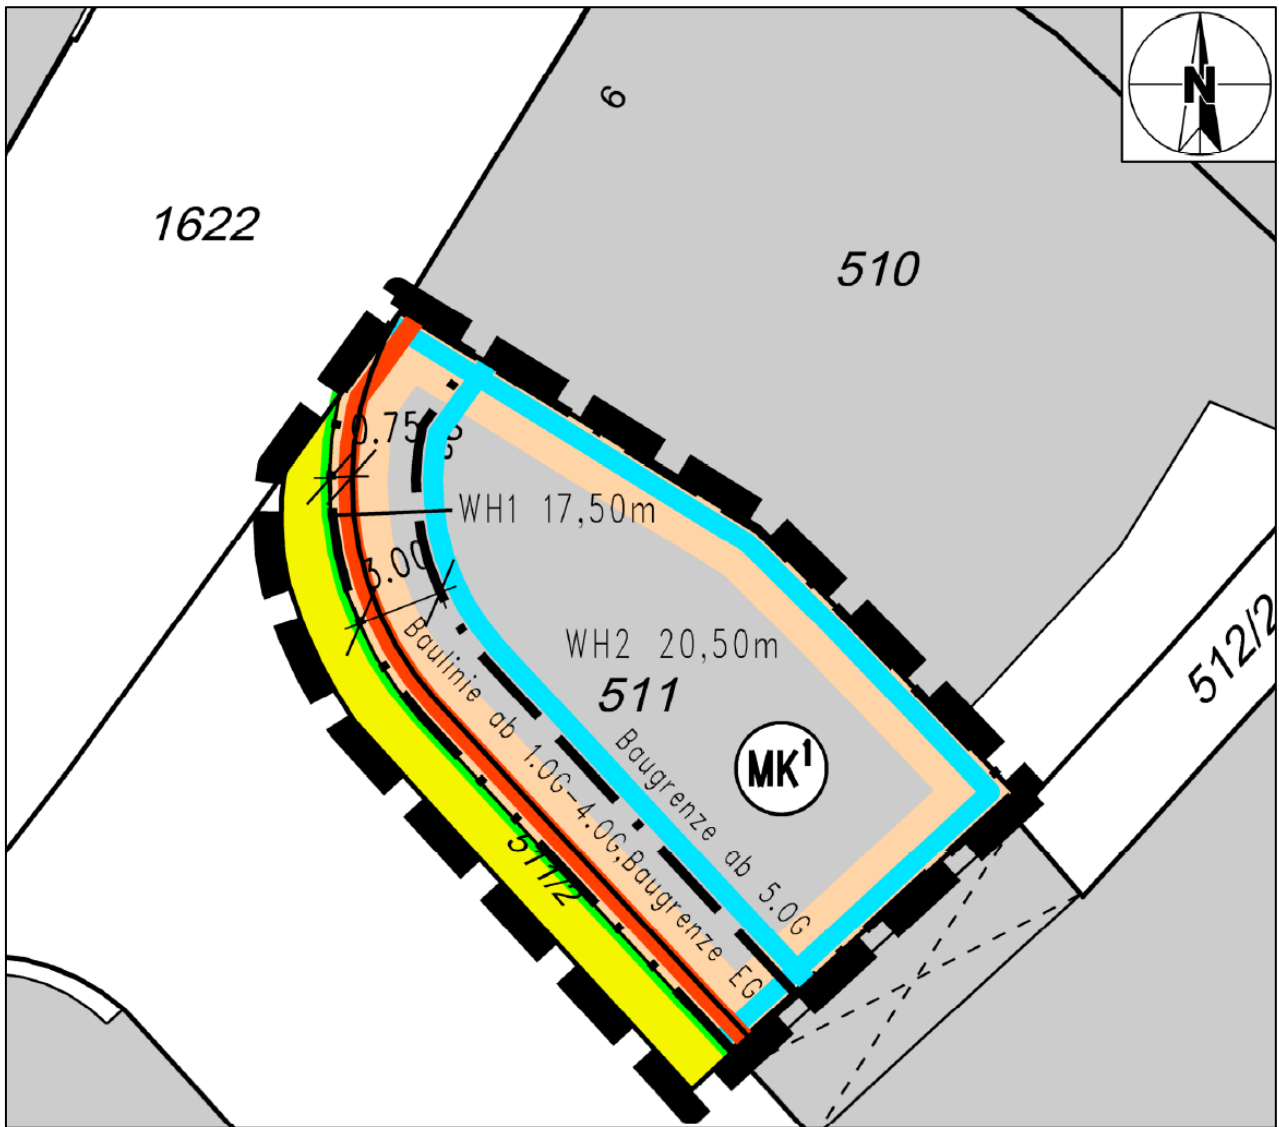 N
6
1622
510
0.75
WH1 17,50m
3.00
WH2 20,50m
511
512/2
MK¹
Baulinie ab 1.OG-4.OG,Baugrenze EG
Baugrenze ab 5.OG
511/2